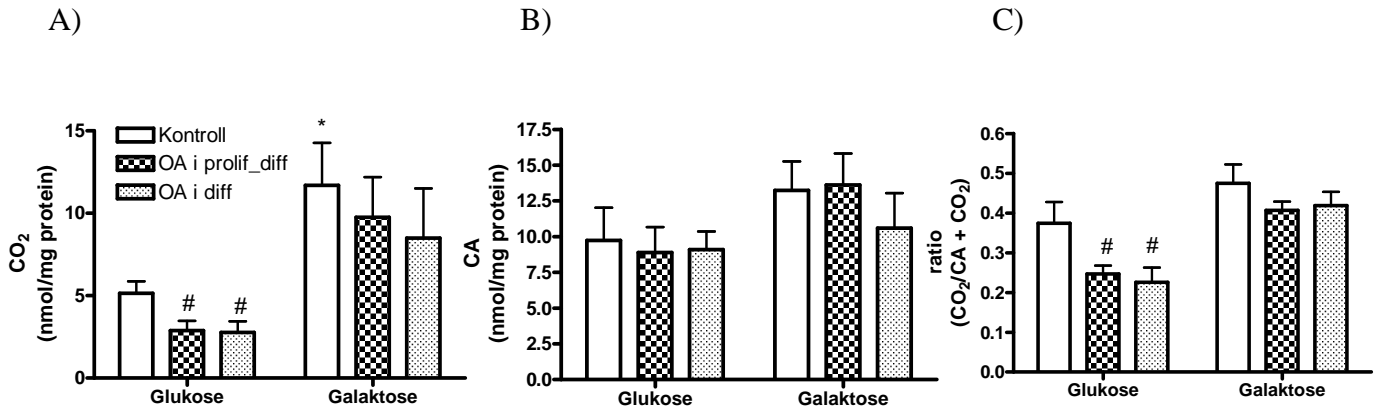 A)
B)
C)
CO₂
(nmol/mg protein)
15
10
5
0
Kontroll
OA i prolif_diff
OA i diff
*
#
#
Glukose
Galaktose
CA
(nmol/mg protein)
17.5
15.0
12.5
10.0
7.5
5.0
2.5
0.0
Glukose
Galaktose
ratio
(CO₂/CA + CO₂)
0.6
0.5
0.4
0.3
0.2
0.1
0.0
#
#
Glukose
Galaktose